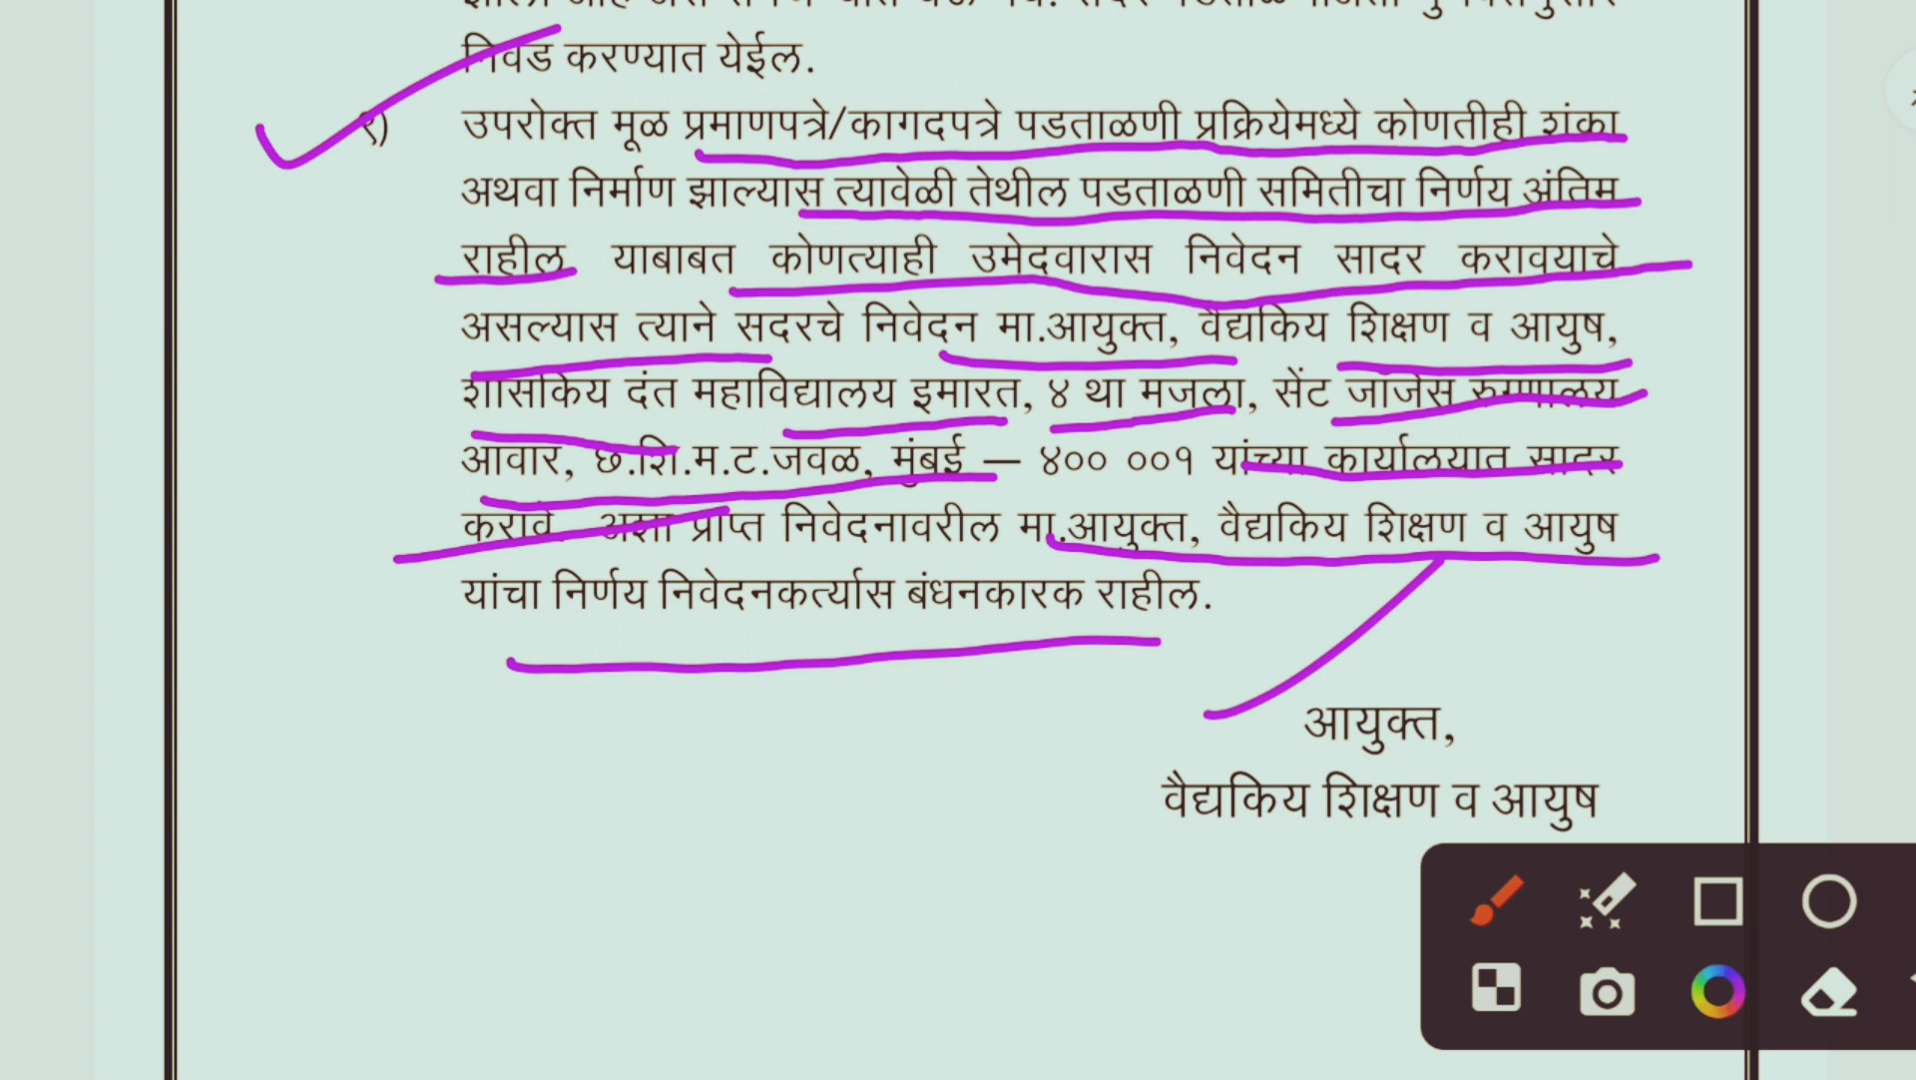 निवड करण्यात येईल.
९) उपरोक्त मूळ प्रमाणपत्रे/कागदपत्रे पडताळणी प्रक्रियेमध्ये कोणतीही शंका
अथवा निर्माण झाल्यास त्यावेळी तेथील पडताळणी समितीचा निर्णय अंतिम
राहील याबाबत कोणत्याही उमेदवारास निवेदन सादर करावयाचे
असल्यास त्याने सदरचे निवेदन मा.आयुक्त, वैद्यकिय शिक्षण व आयुष,
शासकिय दंत महाविद्यालय इमारत, ४ था मजला, सेंट जॉर्जेस रुग्णालय
आवार, छ.शि.म.ट.जवळ, मुंबई – ४०० ००१ यांच्या कार्यालयात सादर
करावे. अशा प्राप्त निवेदनावरील मा.आयुक्त, वैद्यकिय शिक्षण व आयुष
यांचा निर्णय निवेदनकर्त्यास बंधनकारक राहील.
आयुक्त,
वैद्यकिय शिक्षण व आयुष